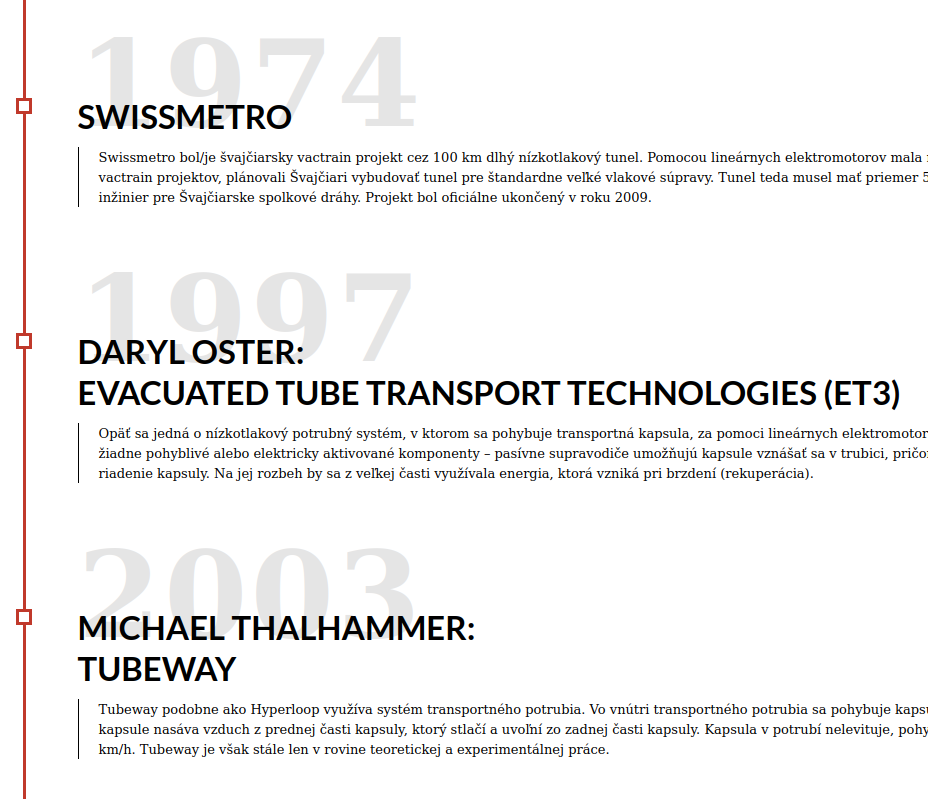 1974
SWISSMETRO
Swissmetro bol/je švajčiarsky vactrain projekt cez 100 km dlhý nízkotlakový tunel. Pomocou lineárnych elektromotorov mala
vactrain projektov, plánovali Švajčiari vybudovať tunel pre štandardne veľké vlakové súpravy. Tunel teda musel mať priemer 5
inžinier pre Švajčiarske spolkové dráhy. Projekt bol oficiálne ukončený v roku 2009.
1997
DARYL OSTER:
EVACUATED TUBE TRANSPORT TECHNOLOGIES (ET3)
Opäť sa jedná o nízkotlakový potrubný systém, v ktorom sa pohybuje transportná kapsula, za pomoci lineárnych elektromotor
žiadne pohyblivé alebo elektricky aktivované komponenty – pasívne supravodiče umožňujú kapsule vznášať sa v trubici, pričo
riadenie kapsuly. Na jej rozbeh by sa z veľkej časti využívala energia, ktorá vzniká pri brzdení (rekuperácia).
2003
MICHAEL THALHAMMER:
TUBEWAY
Tubeway podobne ako Hyperloop využíva systém transportného potrubia. Vo vnútri transportného potrubia sa pohybuje kapsu
kapsule nasáva vzduch z prednej časti kapsuly, ktorý stlačí a uvoľní zo zadnej časti kapsuly. Kapsula v potrubí nelevituje, pohy
km/h. Tubeway je však stále len v rovine teoretickej a experimentálnej práce.